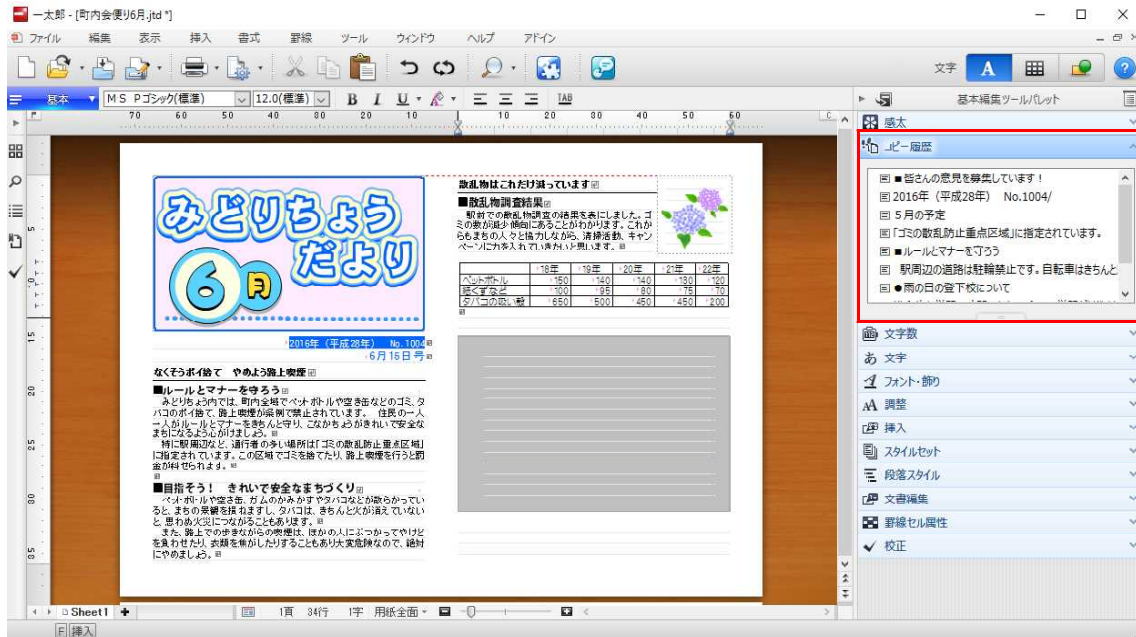 一太郎 - [町内会便り6月.jtd *]
ファイル 編集 表示 挿入 書式 罫線 ツール ウィンドウ ヘルプ アドイン
文字 A
基本 MS Pゴシック(標準) 12.0(標準) B I U TAB
基本編集ツールパレット
70 60 50 40 30 20 10 10 20 30 40 50 60
感太
コピー履歴
■皆さんの意見を募集しています!
2016年(平成28年) No.1004/
5月の予定
「ゴミの散乱防止重点区域」に指定されています。
■ルールとマナーを守ろう
駅周辺の道路は駐輪禁止です。自転車はきちんと
●雨の日の登下校について
文字数
文字
フォント・飾り
調整
挿入
スタイルセット
段落スタイル
文書編集
罫線セル属性
校正
みどりちょう
だより
6月号
2016年(平成28年) No.1004
6月15日号
なくそうポイ捨て やめよう路上喫煙
■ルールとマナーを守ろう
みどりちょう内では、町内全域でペットボトルや空き缶などのゴミ、タ
バコのポイ捨て、路上喫煙が条例で禁止されています。 住民の一人
一人がルールとマナーをきちんと守り、こなかちょうがきれいで安全な
まちになるよう心がけましょう。
特に駅周辺など、通行者の多い場所は「ゴミの散乱防止重点区域」
に指定されています。この区域でゴミを捨てたり、路上喫煙を行うと罰
金が科せられます。
■目指そう! きれいで安全なまちづくり
ペットボトルや空き缶、ガムのかみかすやタバコなどが散らかってい
ると、まちの景観を損ねますし、タバコは、きちんと火が消えていない
と、思わぬ火災につながることもあります。
また、路上での歩きながらの喫煙は、ほかの人にぶつかってやけど
を負わせたり、衣類を焦がしたりすることもあり大変危険なので、絶対
にやめましょう。
散乱物はこれだけ減っています
■散乱物調査結果
駅前での散乱物調査の結果を表にしました。ゴ
ミの数が減少傾向にあることがわかります。これか
らもまちの人々と協力しながら、清掃活動、キャン
ペーンに力を入れていきたいと思います。
'18年 '19年 '20年 '21年 '22年
ペットボトル 150 140 140 130 120
紙くずなど 100 95 80 75 70
タバコの吸い殻 650 500 450 450 200
Sheet1 1頁 34行 1字 用紙全面
挿入